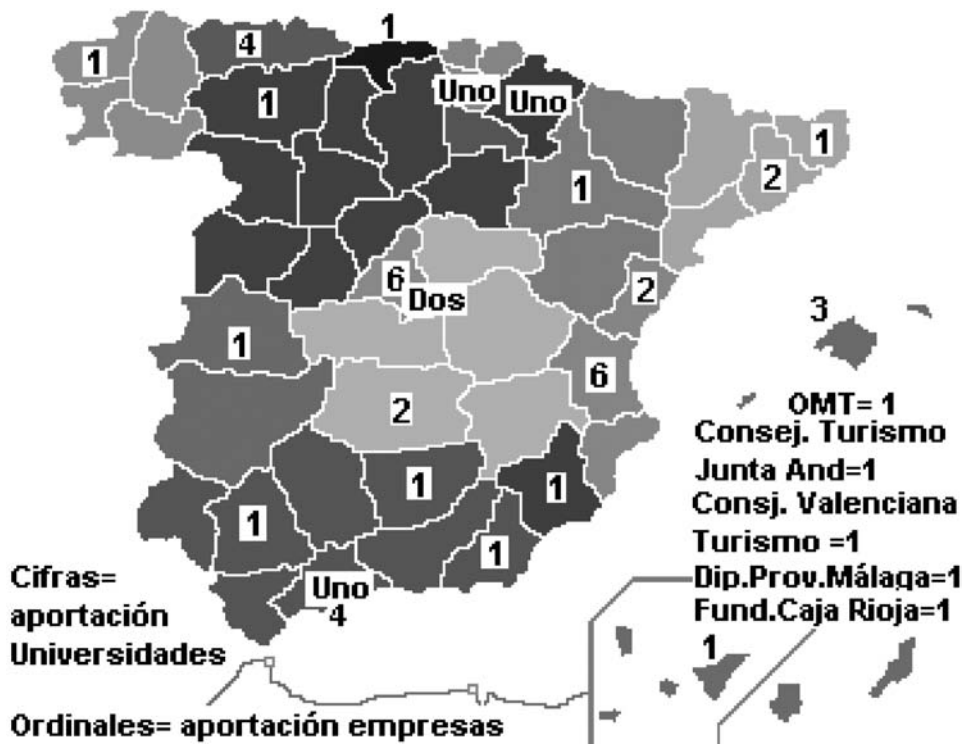 1
4
1
1
Uno
Uno
1
1
2
6
Dos
2
3
1
6
2
OMT= 1
Consej. Turismo
Junta And=1
Consj. Valenciana
Turismo =1
Dip.Prov.Málaga=1
Fund.Caja Rioja=1
1
1
1
1
Uno
4
1
Cifras=
aportación
Universidades
Ordinales= aportación empresas